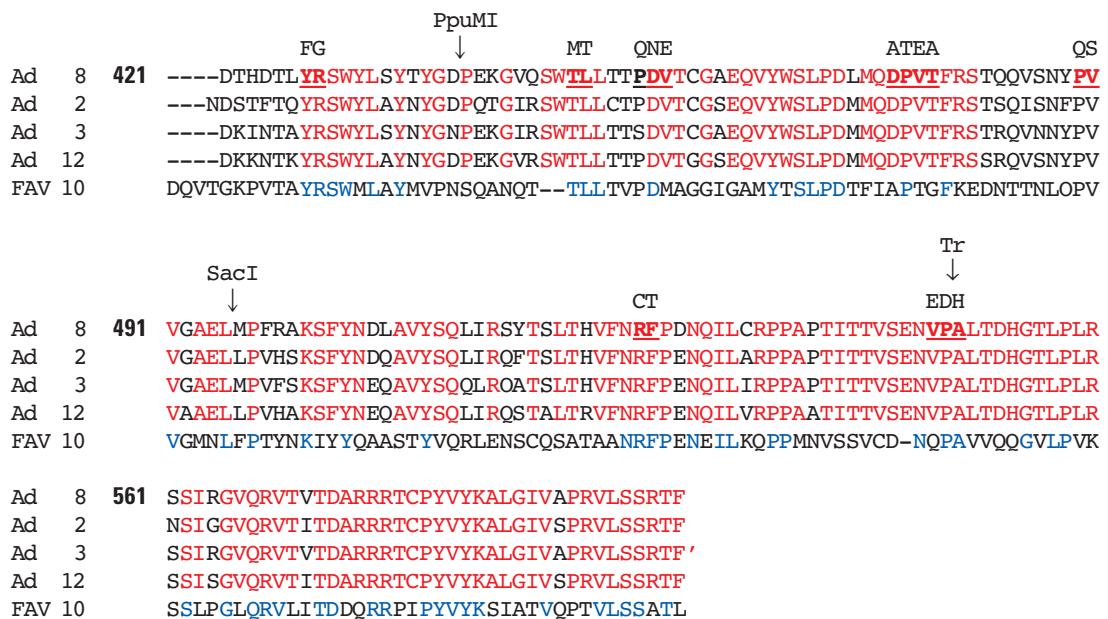 PpuMI
↓
FG MT QNE ATEA QS
Ad 8 421 ----DTHDTLYRSWYLSYTYGDPEKGVQSWTLLTTPDVTCGAEQVYWSLPDLMQDPVTFRSTQQVSNYPV
Ad 2 ---NDSTFTQYRSWYLAYNYGDPQTGIRSWTLLCTPDVTCGSEQVYWSLPDMMQDPVTFRSTSQISNFPV
Ad 3 ----DKINTAYRSWYLSYNYGNPEKGIRSWTLLTTSDVTCGAEQVYWSLPDMMQDPVTFRSTRQVNNYPV
Ad 12 ----DKKNTKYRSWYLAYNYGDPEKGVRSWTLLTTPDVTGGSEQVYWSLPDMMQDPVTFRSSRQVSNYPV
FAV 10 DQVTGKPVTAYRSWMLAYMVPNSQANQT--TLLTVPDMAGGIGAMYTSLPDTFIAPTGFKEDNTTNLOPV
SacI Tr
↓ ↓
CT EDH
Ad 8 491 VGAELMPFRAKSFYNDLAVYSQLIRSYTSLTHVFNRFPDNQILCRPPAPTITTVSENVPALTDHGTLPLR
Ad 2 VGAELLPVHSKSFYNDQAVYSQLIRQFTSLTHVFNRFPENQILARPPAPTITTVSENVPALTDHGTLPLR
Ad 3 VGAELMPVFSKSFYNEQAVYSQQLRQATSLTHVFNRFPENQILIRPPAPTITTVSENVPALTDHGTLPLR
Ad 12 VAAELLPVHAKSFYNEQAVYSQLIRQSTALTRVFNRFPENQILVRPPAATITTVSENVPALTDHGTLPLR
FAV 10 VGMNLFPTYNKIYYQAASTYVQRLENSCQSATAANRFPENEILKQPPMNVSSVCD-NQPAVVQQGVLPVK
Ad 8 561 SSIRGVQRVTVTDARRRTCPYVYKALGIVAPRVLSSRTF
Ad 2 NSIGGVQRVTITDARRRTCPYVYKALGIVSPRVLSSRTF
Ad 3 SSIRGVQRVTVTDARRRTCPYVYKALGIVAPRVLSSRTF’
Ad 12 SSISGVQRVTITDARRRTCPYVYKALGIVSPRVLSSRTF
FAV 10 SSLPGLQRVLITDDQRRPIPYVYKSIATVQPTVLSSATL